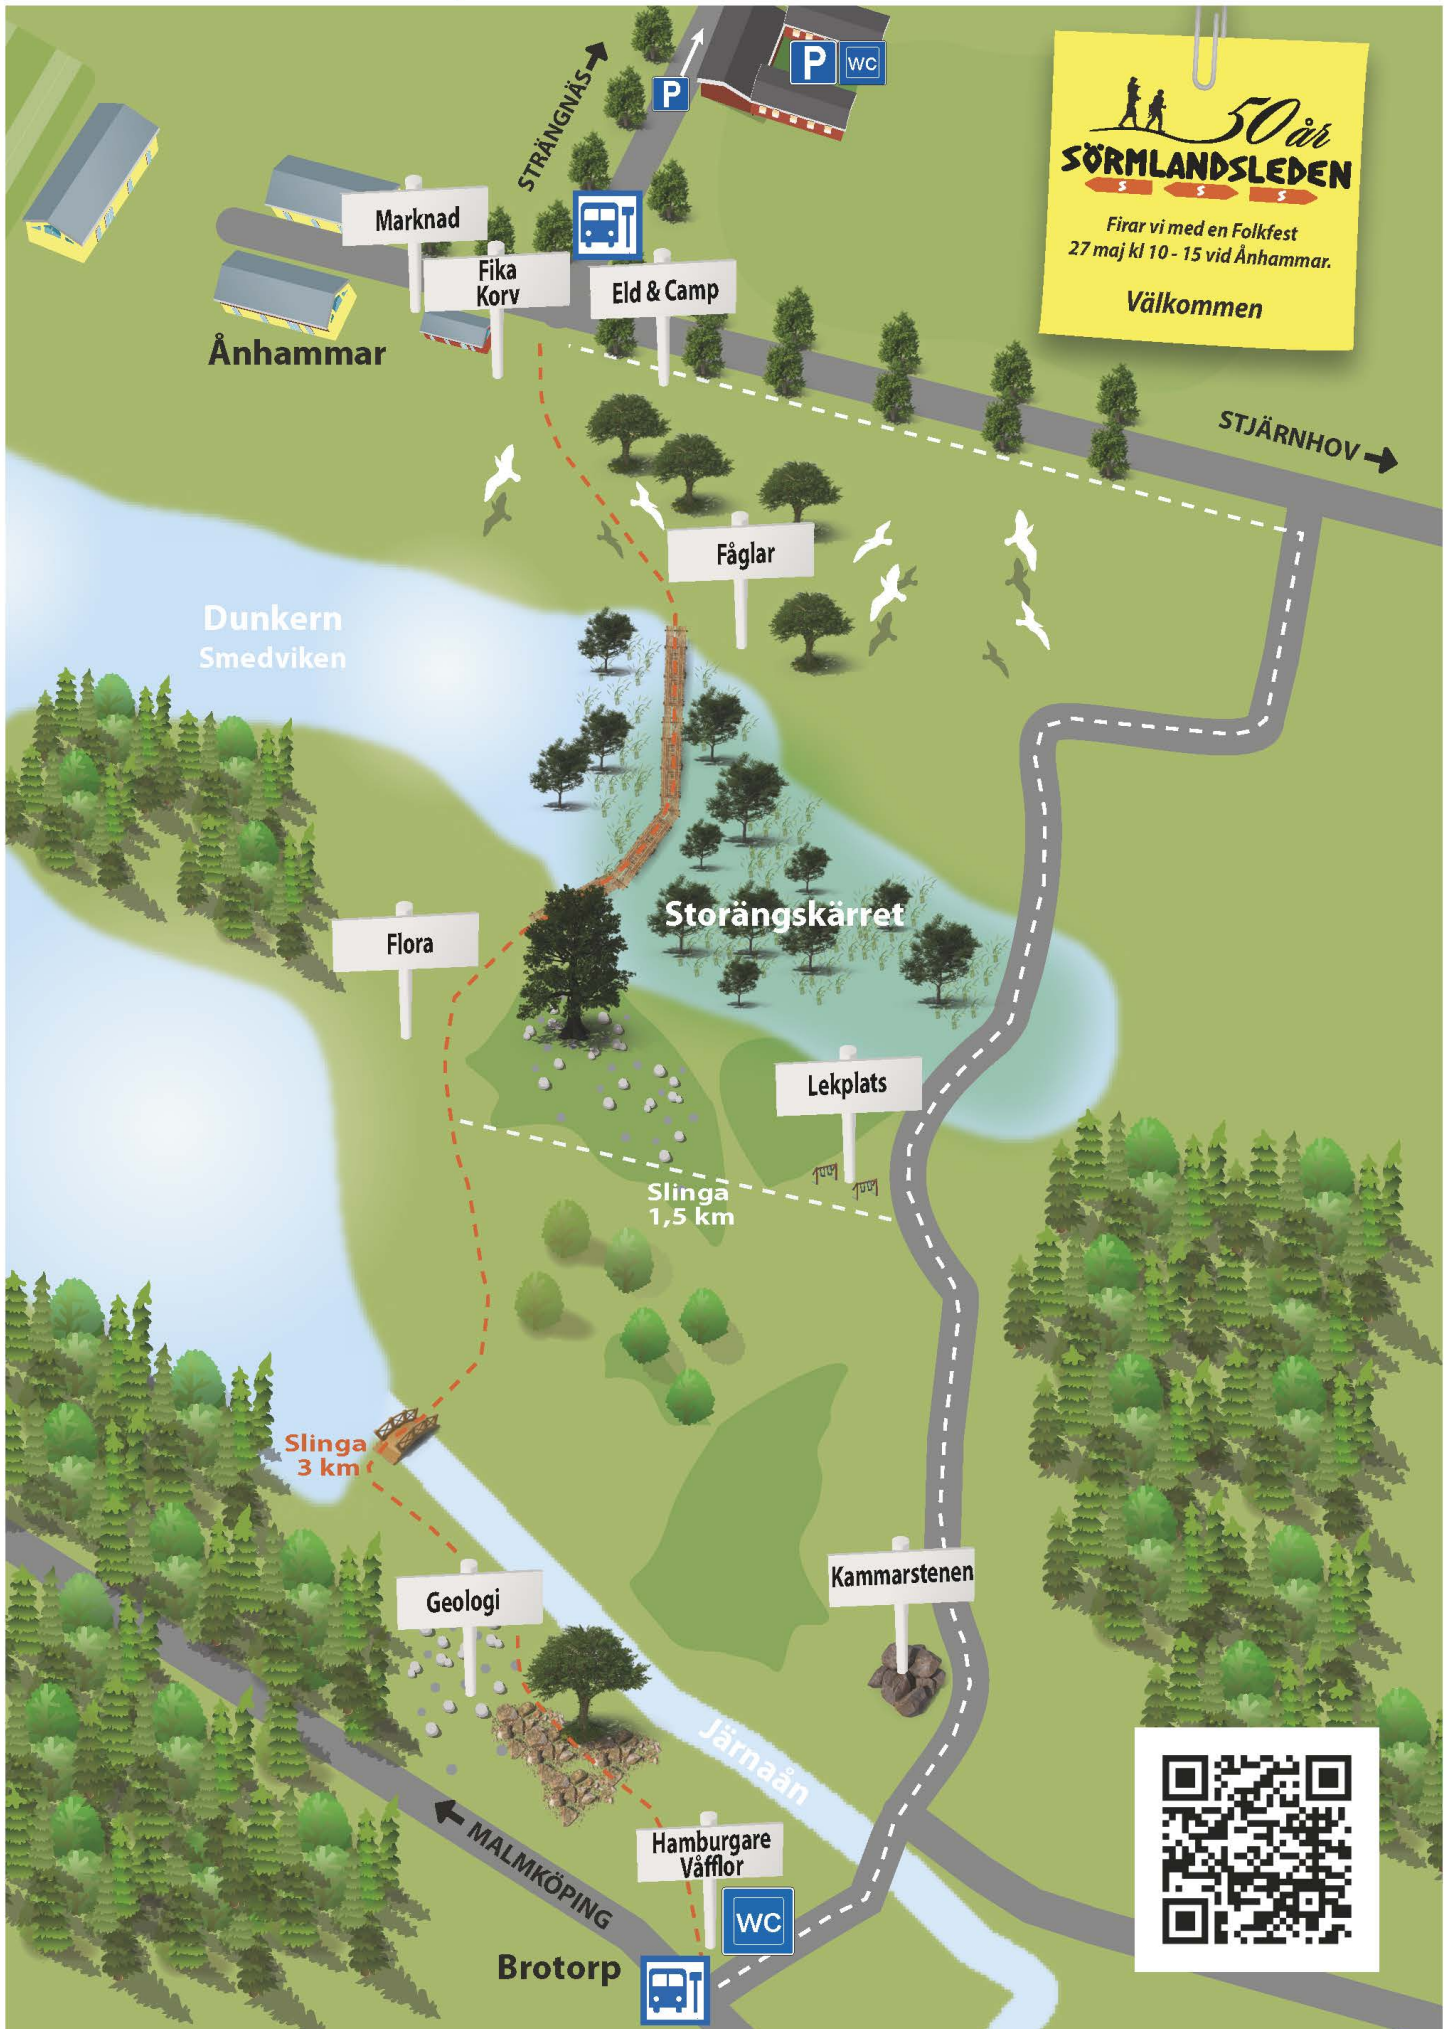 STRÄNGNÄS
P
P
WC
50 år
SÖRMLANDSLEDEN
S
S
S
Firar vi med en Folkfest
27 maj kl 10 - 15 vid Ånhammar.
Välkommen
Marknad
Fika
Korv
Eld & Camp
Ånhammar
STJÄRNHOV
Fåglar
Dunkern
Smedviken
Storängskärret
Flora
Lekplats
Slinga
1,5 km
Slinga
3 km
Kammarstenen
Geologi
Järnaån
Hamburgare
Våfflor
MALMKÖPING
WC
Brotorp